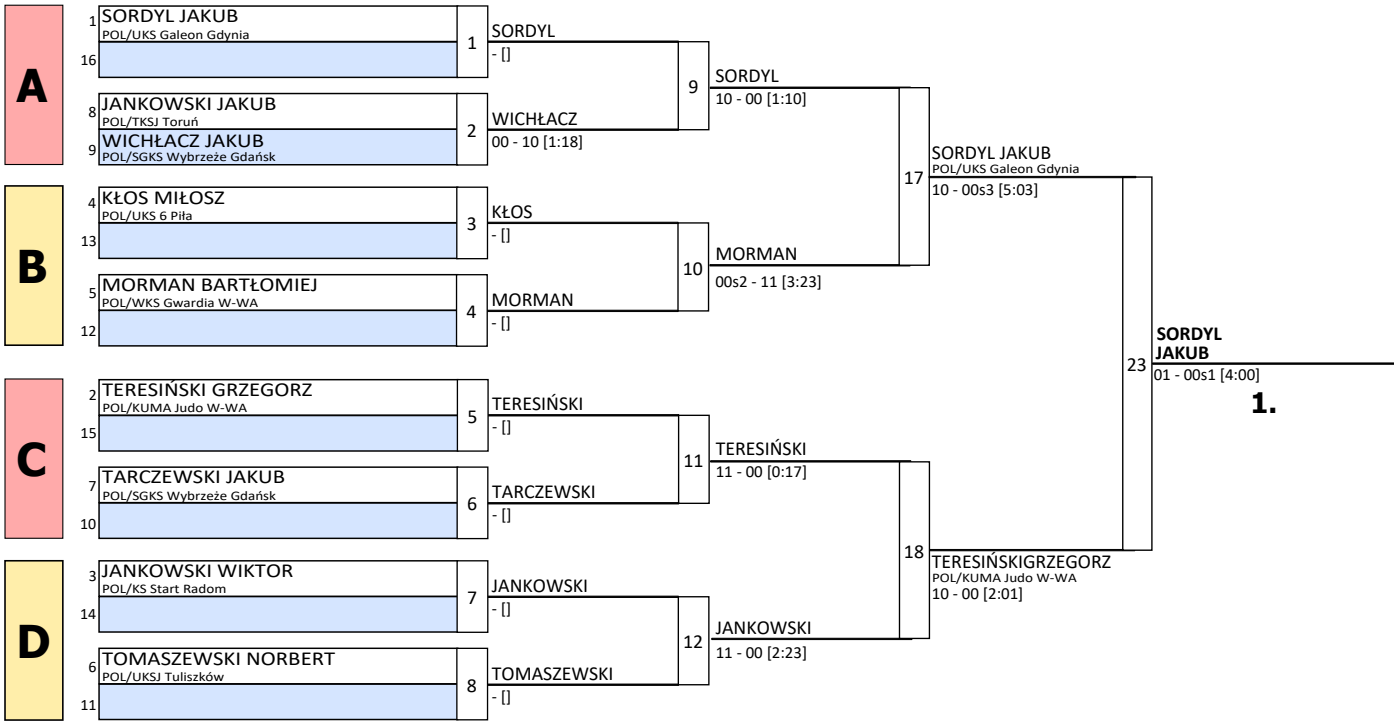 A
1
SORDYL JAKUB
POL/UKS Galeon Gdynia
16
1
SORDYL
- []
8
JANKOWSKI JAKUB
POL/TKSJ Toruń
9
WICHŁACZ JAKUB
POL/SGKS Wybrzeże Gdańsk
2
WICHŁACZ
00 - 10 [1:18]
9
SORDYL
10 - 00 [1:10]
B
4
KŁOS MIŁOSZ
POL/UKS 6 Piła
13
3
KŁOS
- []
5
MORMAN BARTŁOMIEJ
POL/WKS Gwardia W-WA
12
4
MORMAN
- []
10
MORMAN
00s2 - 11 [3:23]
17
SORDYL JAKUB
POL/UKS Galeon Gdynia
10 - 00s3 [5:03]
C
2
TERESIŃSKI GRZEGORZ
POL/KUMA Judo W-WA
15
5
TERESIŃSKI
- []
7
TARCZEWSKI JAKUB
POL/SGKS Wybrzeże Gdańsk
10
6
TARCZEWSKI
- []
11
TERESIŃSKI
11 - 00 [0:17]
D
3
JANKOWSKI WIKTOR
POL/KS Start Radom
14
7
JANKOWSKI
- []
6
TOMASZEWSKI NORBERT
POL/UKSJ Tuliszków
11
8
TOMASZEWSKI
- []
12
JANKOWSKI
11 - 00 [2:23]
18
TERESIŃSKIGRZEGORZ
POL/KUMA Judo W-WA
10 - 00 [2:01]
23
SORDYL
JAKUB
01 - 00s1 [4:00]
1.